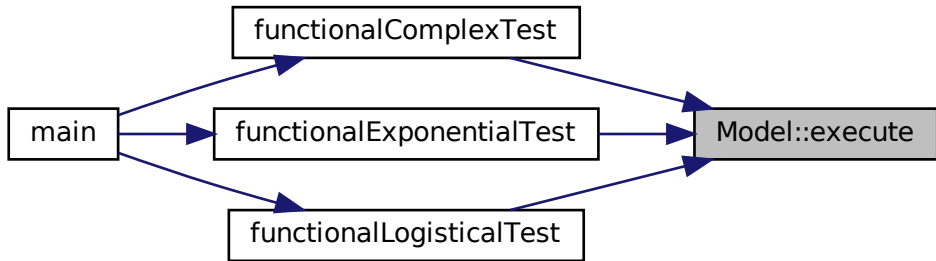 functionalComplexTest
main
functionalExponentialTest
Model::execute
functionalLogisticalTest